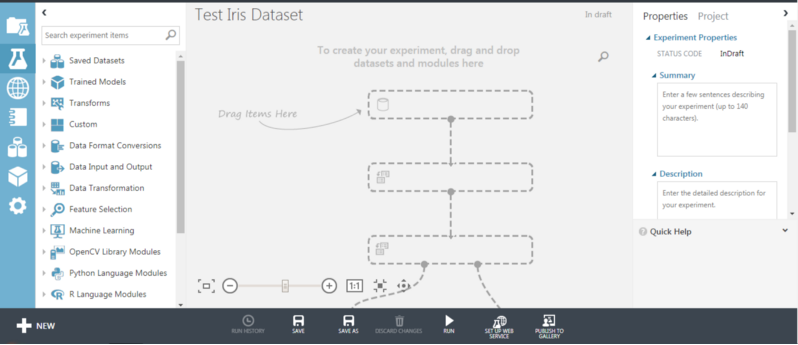 Search experiment items
Saved Datasets
Trained Models
Transforms
Custom
Data Format Conversions
Data Input and Output
Data Transformation
Feature Selection
Machine Learning
OpenCV Library Modules
Python Language Modules
R Language Modules
Test Iris Dataset
In draft
To create your experiment, drag and drop
datasets and modules here
Drag Items Here
1:1
Properties Project
Experiment Properties
STATUS CODE InDraft
Summary
Enter a few sentences describing
your experiment (up to 140
characters).
Description
Enter the detailed description for
your experiment.
Quick Help
NEW
RUN HISTORY
SAVE
SAVE AS
DISCARD CHANGES
RUN
SET UP WEB
SERVICE
PUBLISH TO
GALLERY